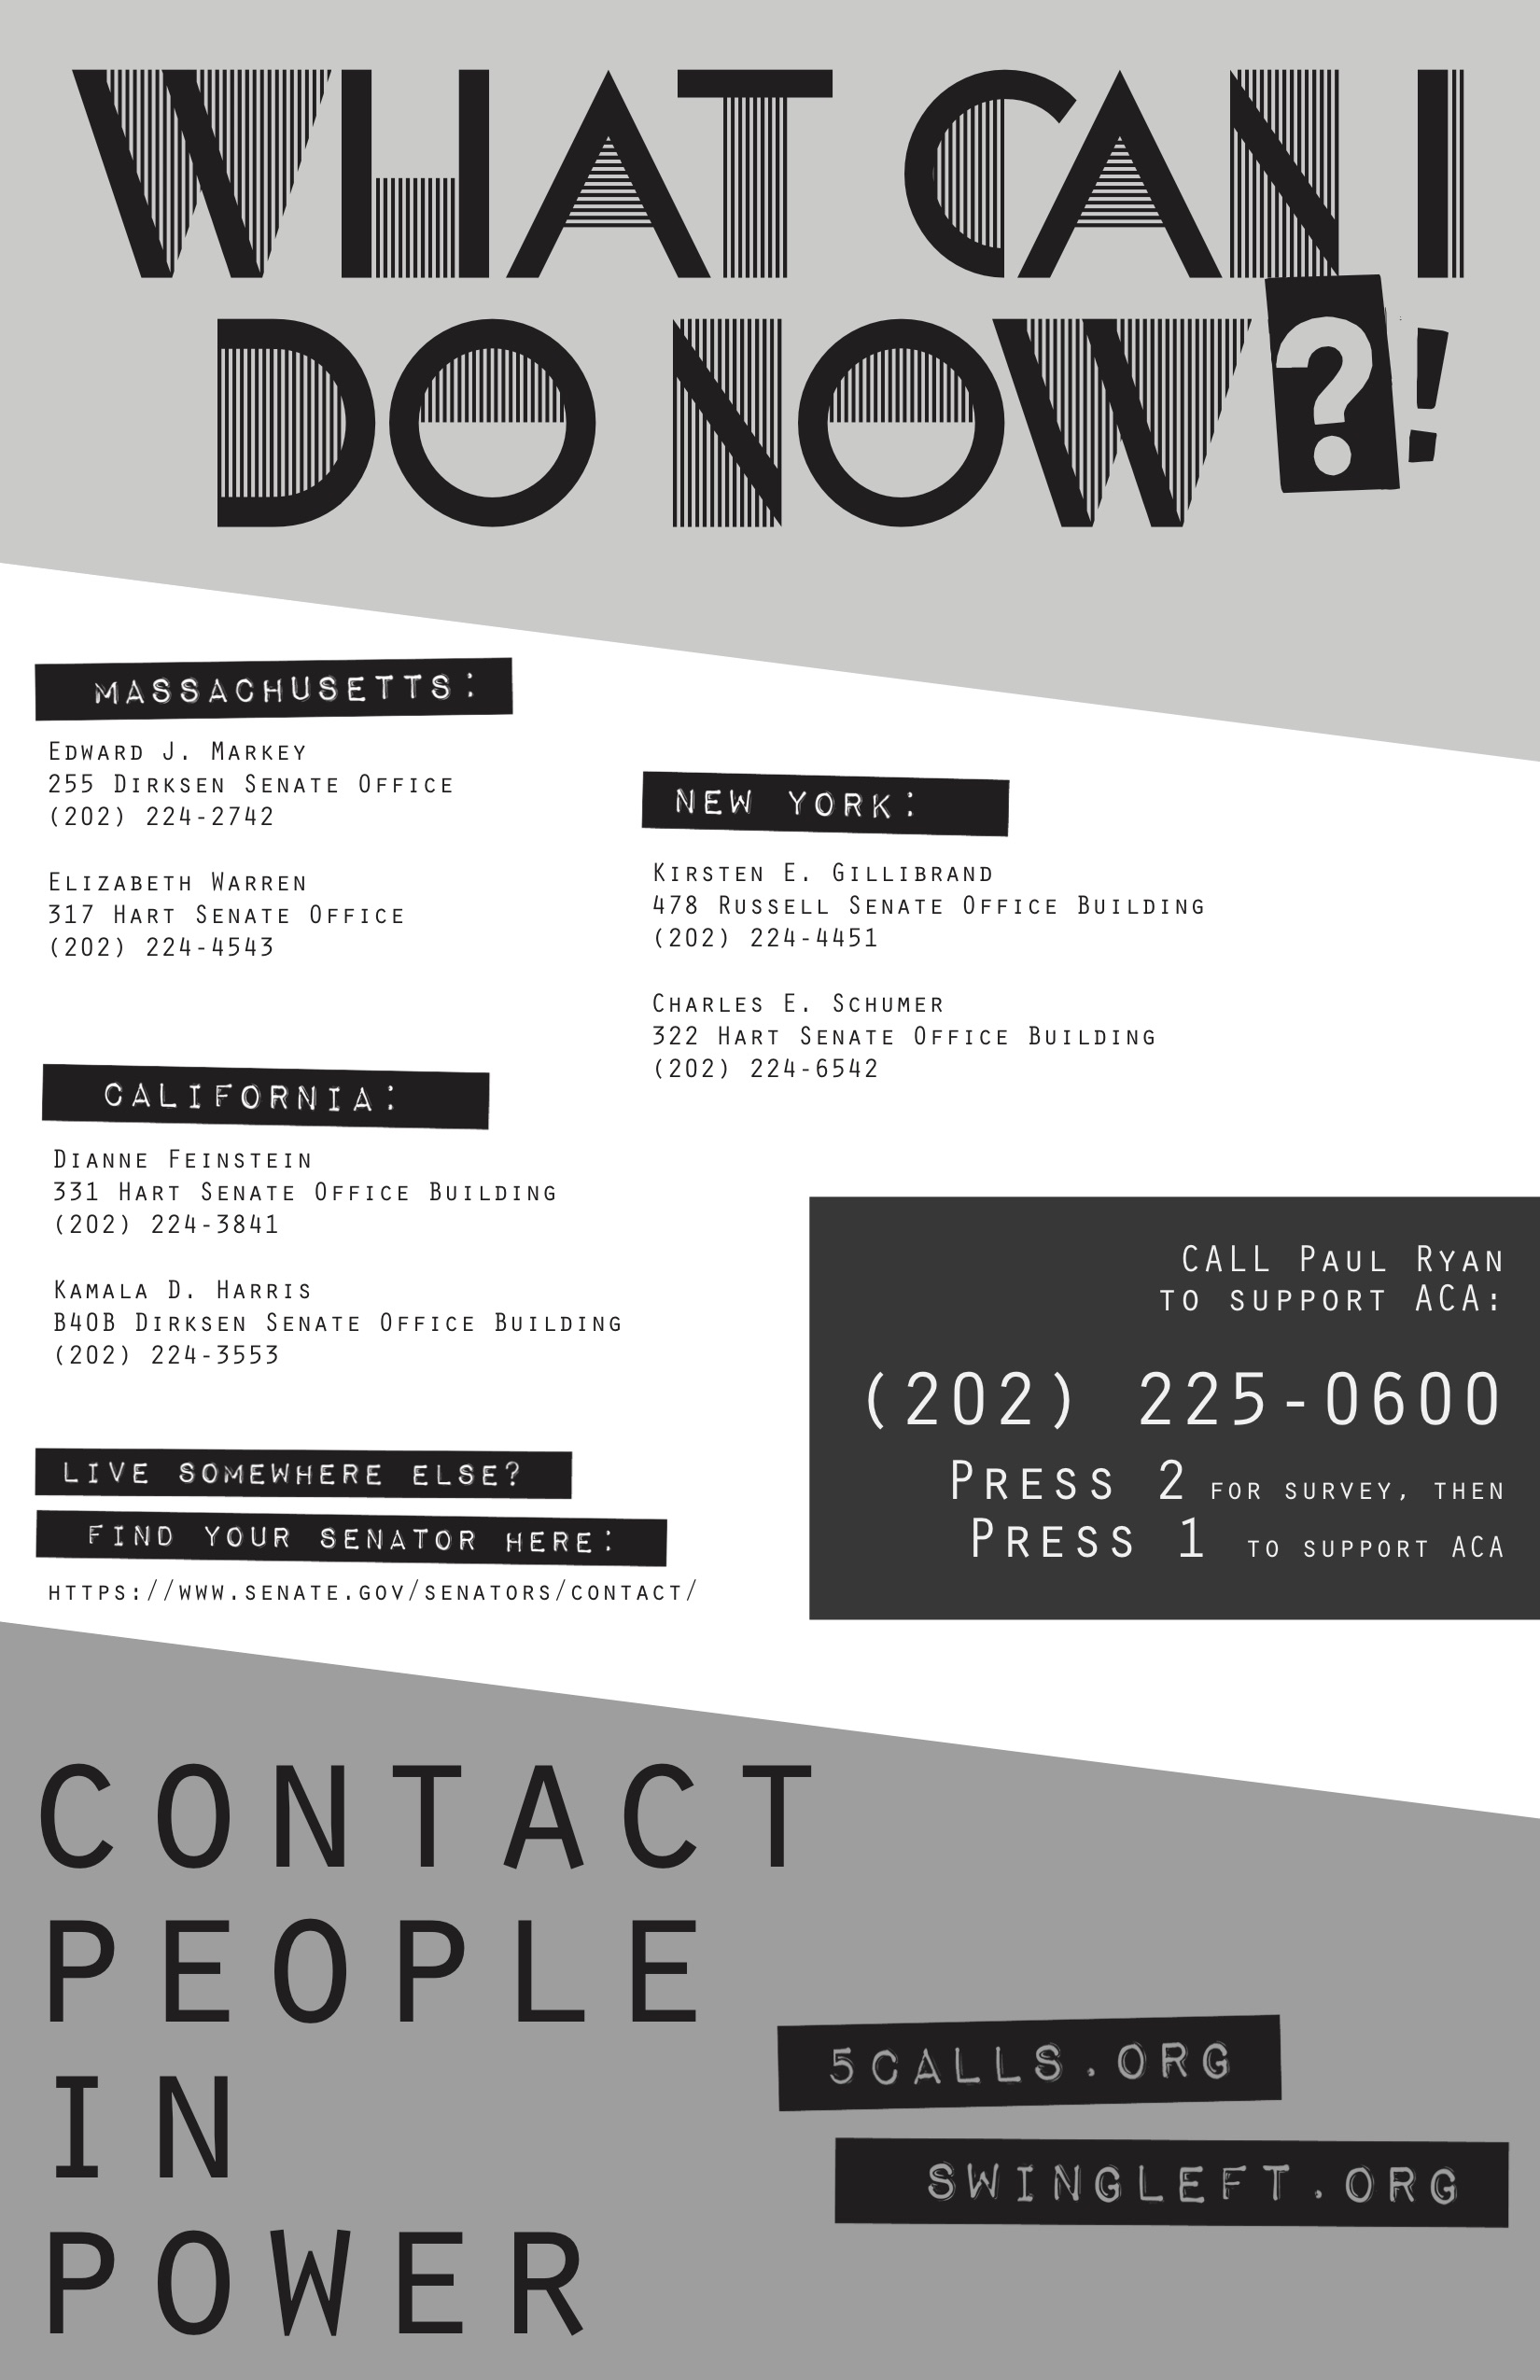 WHAT CAN I
DO NOW?!
MASSACHUSETTS:
EDWARD J. MARKEY
255 DIRKSEN SENATE OFFICE
(202) 224-2742
ELIZABETH WARREN
317 HART SENATE OFFICE
(202) 224-4543
NEW YORK:
KIRSTEN E. GILLIBRAND
478 RUSSELL SENATE OFFICE BUILDING
(202) 224-4451
CHARLES E. SCHUMER
322 HART SENATE OFFICE BUILDING
(202) 224-6542
CALIFORNIA:
DIANNE FEINSTEIN
331 HART SENATE OFFICE BUILDING
(202) 224-3841
KAMALA D. HARRIS
B40B DIRKSEN SENATE OFFICE BUILDING
(202) 224-3553
LIVE SOMEWHERE ELSE?
FIND YOUR SENATOR HERE:
HTTPS://WWW.SENATE.GOV/SENATORS/CONTACT/
CALL PAUL RYAN
TO SUPPORT ACA:
(202) 225-0600
PRESS 2 FOR SURVEY, THEN
PRESS 1 TO SUPPORT ACA
CONTACT
PEOPLE
IN
POWER
5CALLS.ORG
SWINGLEFT.ORG